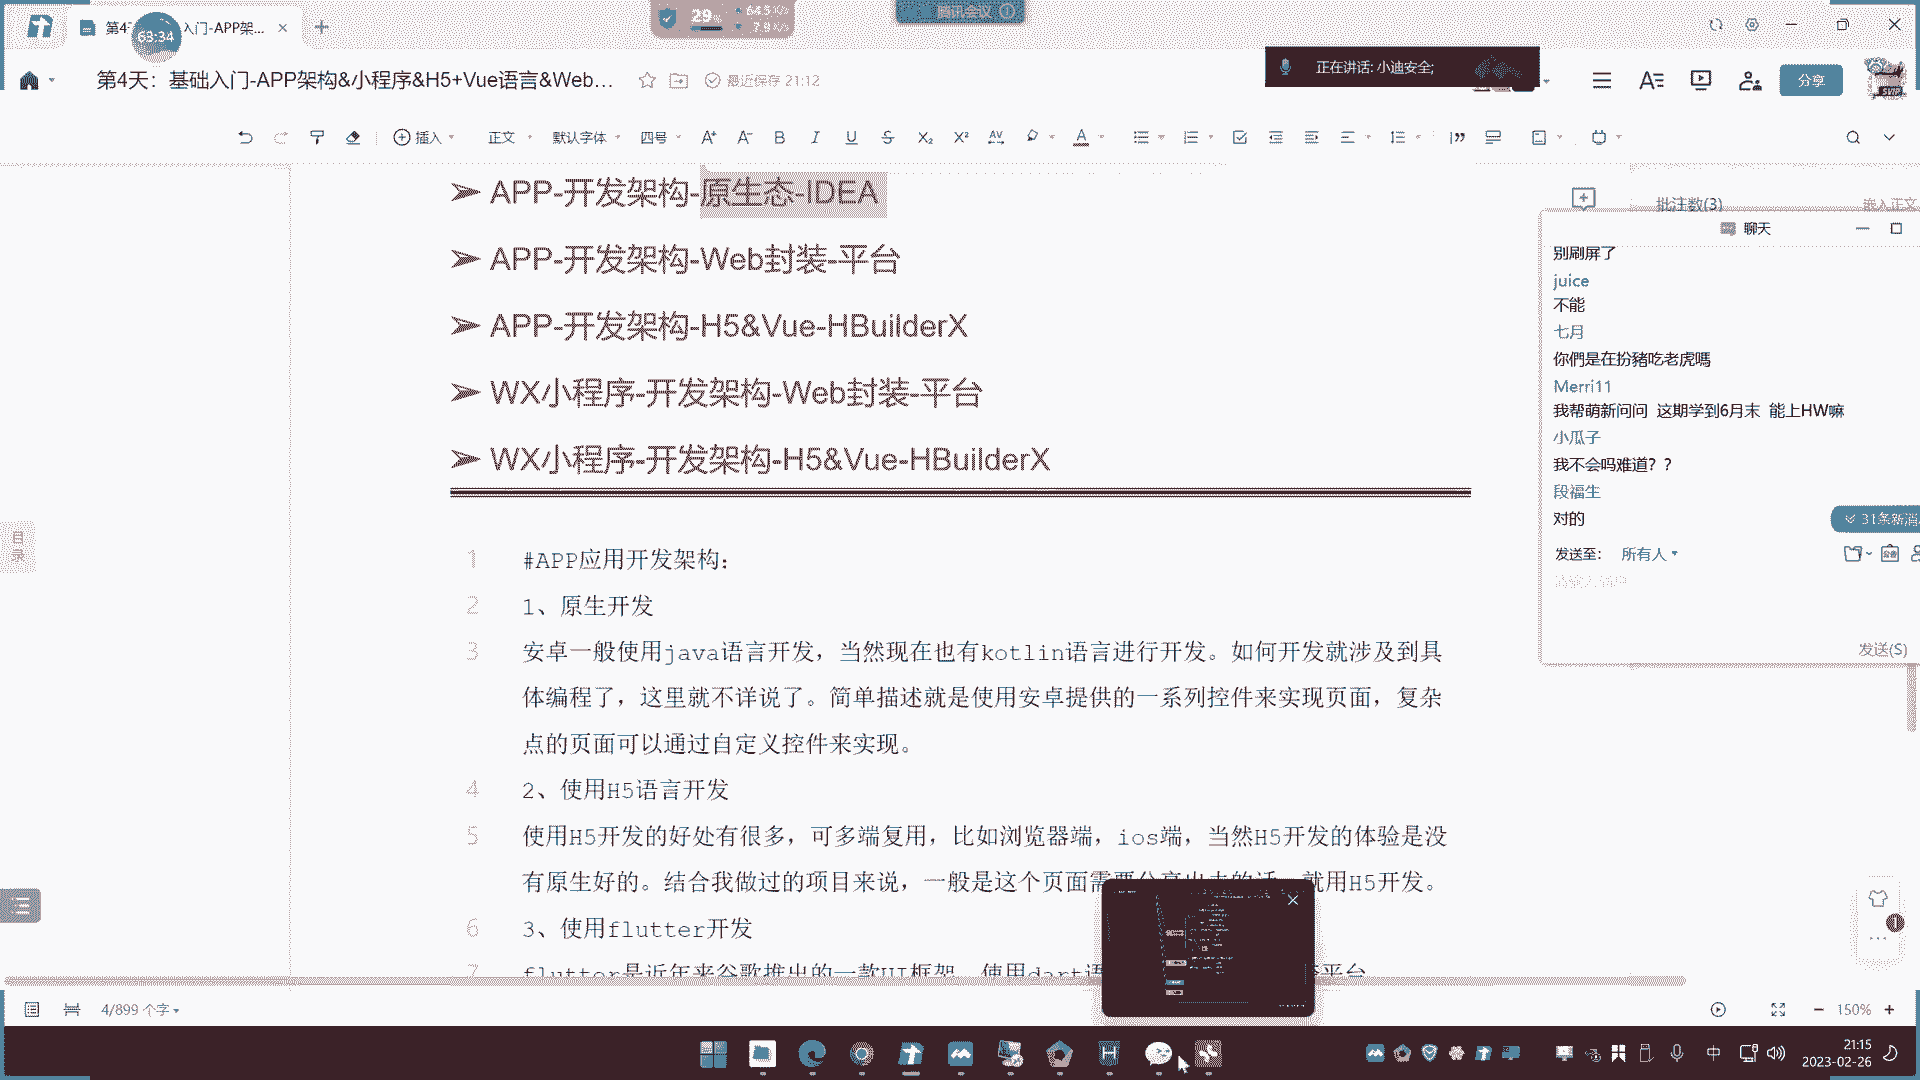 第4天
63:34
入门-APP架...
29%
64.5K/s
7.9K/s
腾讯会议
第4天：基础入门-APP架构&小程序&H5+Vue语言&Web...
最近保存 21:12
正在讲话: 小迪安全;
分享
SVIP
插入
正文
默认字体
四号
➢ APP-开发架构-原生态-IDEA
➢ APP-开发架构-Web封装-平台
➢ APP-开发架构-H5&Vue-HBuilderX
➢ WX小程序-开发架构-Web封装-平台
➢ WX小程序-开发架构-H5&Vue-HBuilderX
批注数(3)
嵌入正文
聊天
别刷屏了
juice
不能
七月
你們是在扮豬吃老虎嗎
Merri11
我帮萌新问问 这期学到6月末 能上HW嘛
小瓜子
我不会吗难道？？
段福生
对的
31条新消
发送至: 所有人
发送(S)
目录
1 #APP应用开发架构：
2 1、原生开发
3 安卓一般使用java语言开发，当然现在也有kotlin语言进行开发。如何开发就涉及到具
体编程了，这里就不详说了。简单描述就是使用安卓提供的一系列控件来实现页面，复杂
点的页面可以通过自定义控件来实现。
4 2、使用H5语言开发
5 使用H5开发的好处有很多，可多端复用，比如浏览器端，ios端，当然H5开发的体验是没
有原生好的。结合我做过的项目来说，一般是这个页面需要分享出去的话，就用H5开发。
6 3、使用flutter开发
7 flutter是近年来谷歌推出的一款UI框架，使用dart语
平台
4/899 个字
150%
中
21:15
2023-02-26